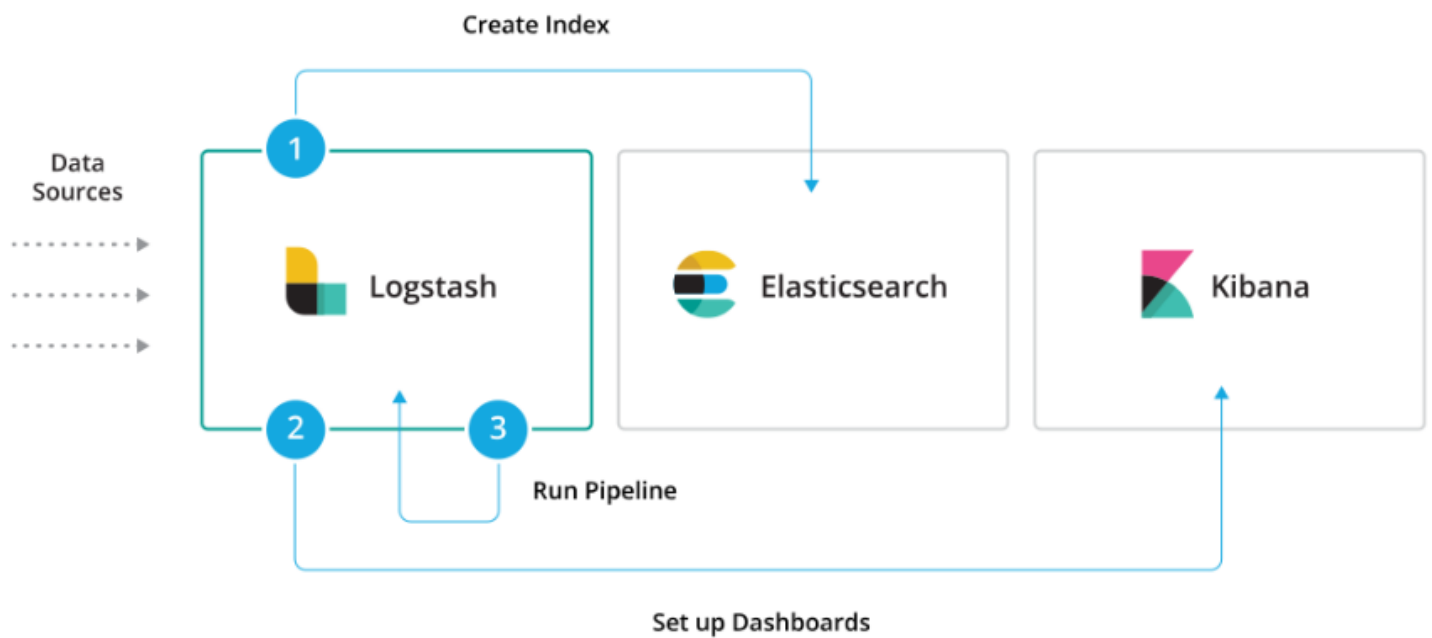 Create Index
1
Data
Sources
Logstash
Elasticsearch
Kibana
2
3
Run Pipeline
Set up Dashboards